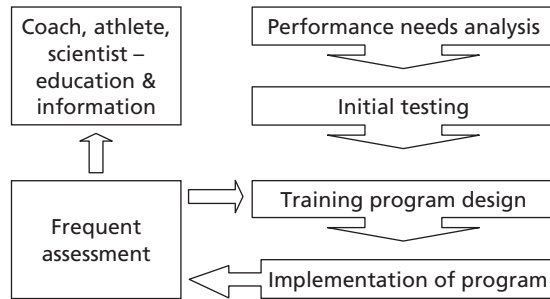 Coach, athlete,
scientist –
education &
information
Performance needs analysis
Initial testing
Training program design
Frequent
assessment
Implementation of program